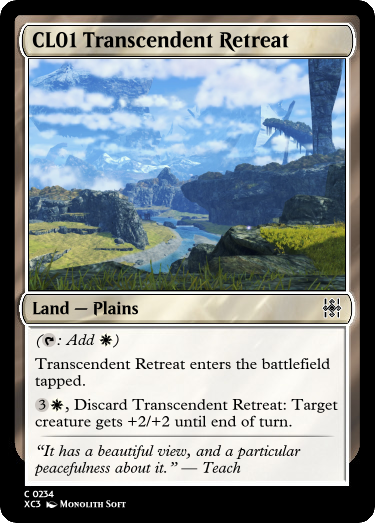 CL01 Transcendent Retreat
Land — Plains
(: Add )
Transcendent Retreat enters the battlefield
tapped.
3, Discard Transcendent Retreat: Target
creature gets +2/+2 until end of turn.
“It has a beautiful view, and a particular
peacefulness about it.” — Teach
C 0234
XC3 Monolith Soft